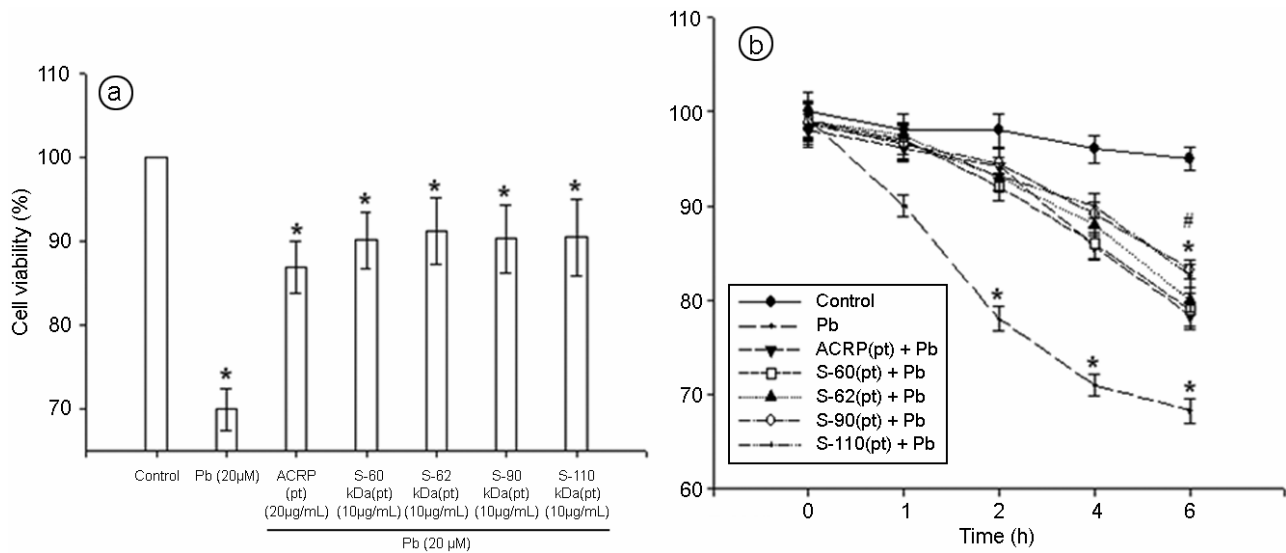 a
110
100
90
80
70
Cell viability (%)
*
*
*
*
*
*
Control
Pb (20µM)
ACRP
(pt)
(20µg/mL)
S-60
kDa(pt)
(10µg/mL)
S-62
kDa(pt)
(10µg/mL)
S-90
kDa(pt)
(10µg/mL)
S-110
kDa(pt)
(10µg/mL)
Pb (20 µM)
b
100
90
80
70
60
#
*
*
*
*
Control
Pb
ACRP(pt) + Pb
S-60(pt) + Pb
S-62(pt) + Pb
S-90(pt) + Pb
S-110(pt) + Pb
0
1
2
4
6
Time (h)